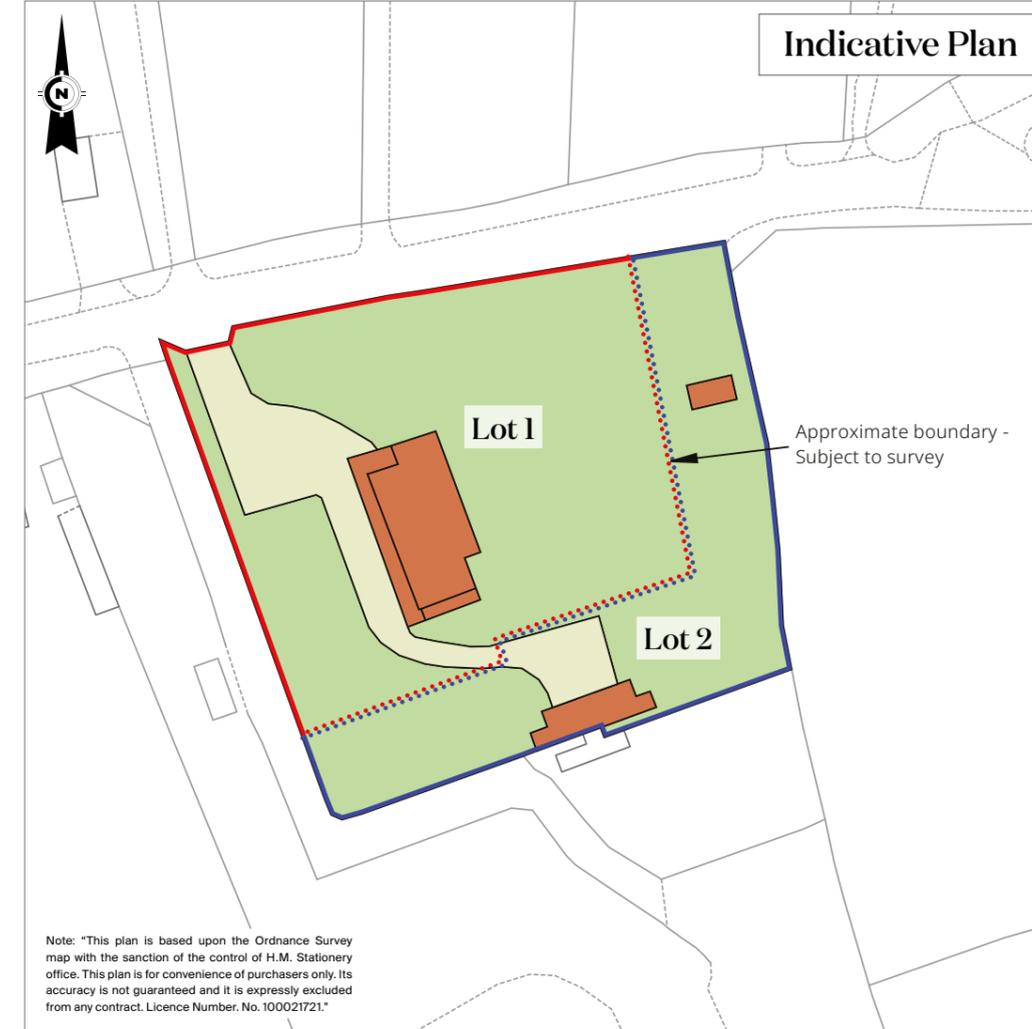 Indicative Plan
N
Lot 1
Approximate boundary -
Subject to survey
Lot 2
Note: "This plan is based upon the Ordnance Survey
map with the sanction of the control of H.M. Stationery
office. This plan is for convenience of purchasers only. Its
accuracy is not guaranteed and it is expressly excluded
from any contract. Licence Number. No. 100021721."